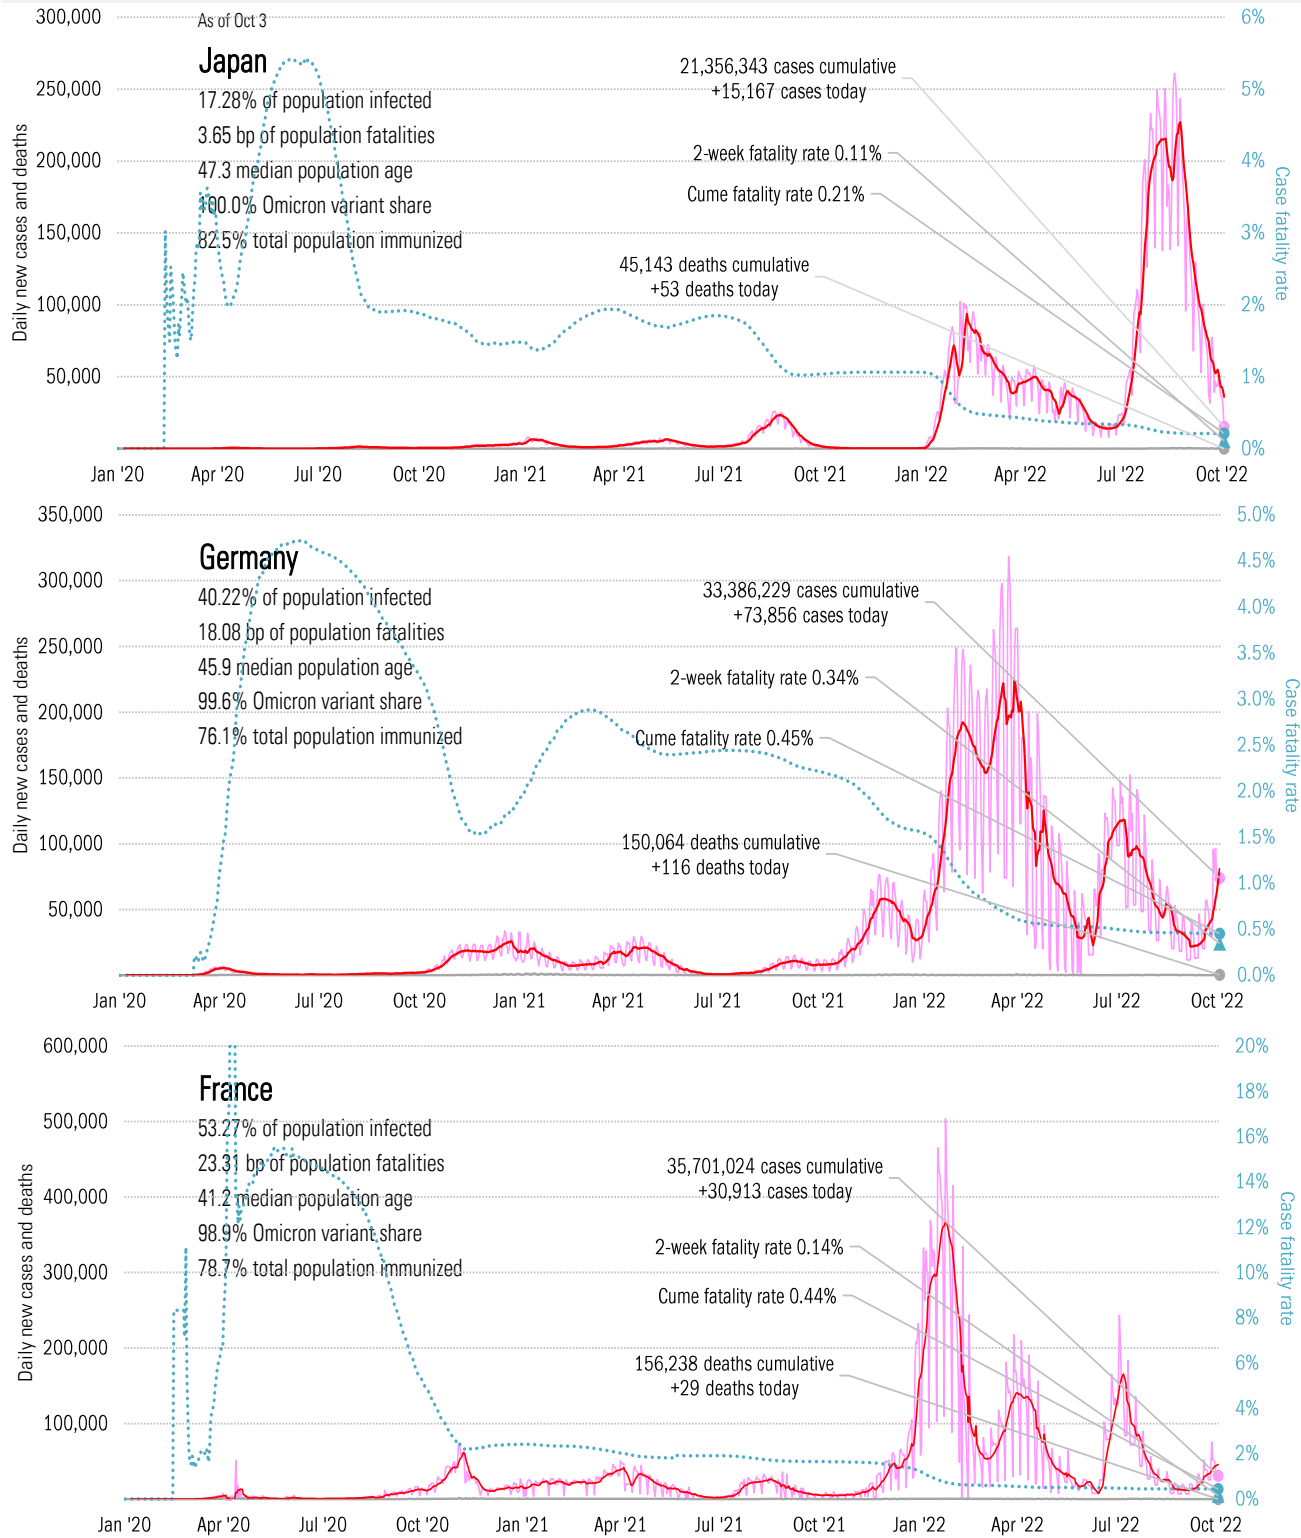 300,000
As of Oct 3
6%
Japan
17.28% of population infected
3.65 bp of population fatalities
47.3 median population age
100.0% Omicron variant share
82.5% total population immunized
250,000
200,000
150,000
100,000
50,000
Daily new cases and deaths
21,356,343 cases cumulative
+15,167 cases today
2-week fatality rate 0.11%
Cume fatality rate 0.21%
45,143 deaths cumulative
+53 deaths today
5%
4%
3%
2%
1%
0%
Case fatality rate
Jan '20 Apr '20 Jul '20 Oct '20 Jan '21 Apr '21 Jul '21 Oct '21 Jan '22 Apr '22 Jul '22 Oct '22
350,000
5.0%
Germany
40.22% of population infected
18.08 bp of population fatalities
45.9 median population age
99.6% Omicron variant share
76.1% total population immunized
300,000
250,000
200,000
150,000
100,000
50,000
Daily new cases and deaths
33,386,229 cases cumulative
+73,856 cases today
2-week fatality rate 0.34%
Cume fatality rate 0.45%
150,064 deaths cumulative
+116 deaths today
4.5%
4.0%
3.5%
3.0%
2.5%
2.0%
1.5%
1.0%
0.5%
0.0%
Case fatality rate
Jan '20 Apr '20 Jul '20 Oct '20 Jan '21 Apr '21 Jul '21 Oct '21 Jan '22 Apr '22 Jul '22 Oct '22
600,000
20%
France
53.27% of population infected
23.31 bp of population fatalities
41.2 median population age
98.9% Omicron variant share
78.7% total population immunized
500,000
400,000
300,000
200,000
100,000
Daily new cases and deaths
35,701,024 cases cumulative
+30,913 cases today
2-week fatality rate 0.14%
Cume fatality rate 0.44%
156,238 deaths cumulative
+29 deaths today
18%
16%
14%
12%
10%
8%
6%
4%
2%
0%
Case fatality rate
Jan '20 Apr '20 Jul '20 Oct '20 Jan '21 Apr '21 Jul '21 Oct '21 Jan '22 Apr '22 Jul '22 Oct '22